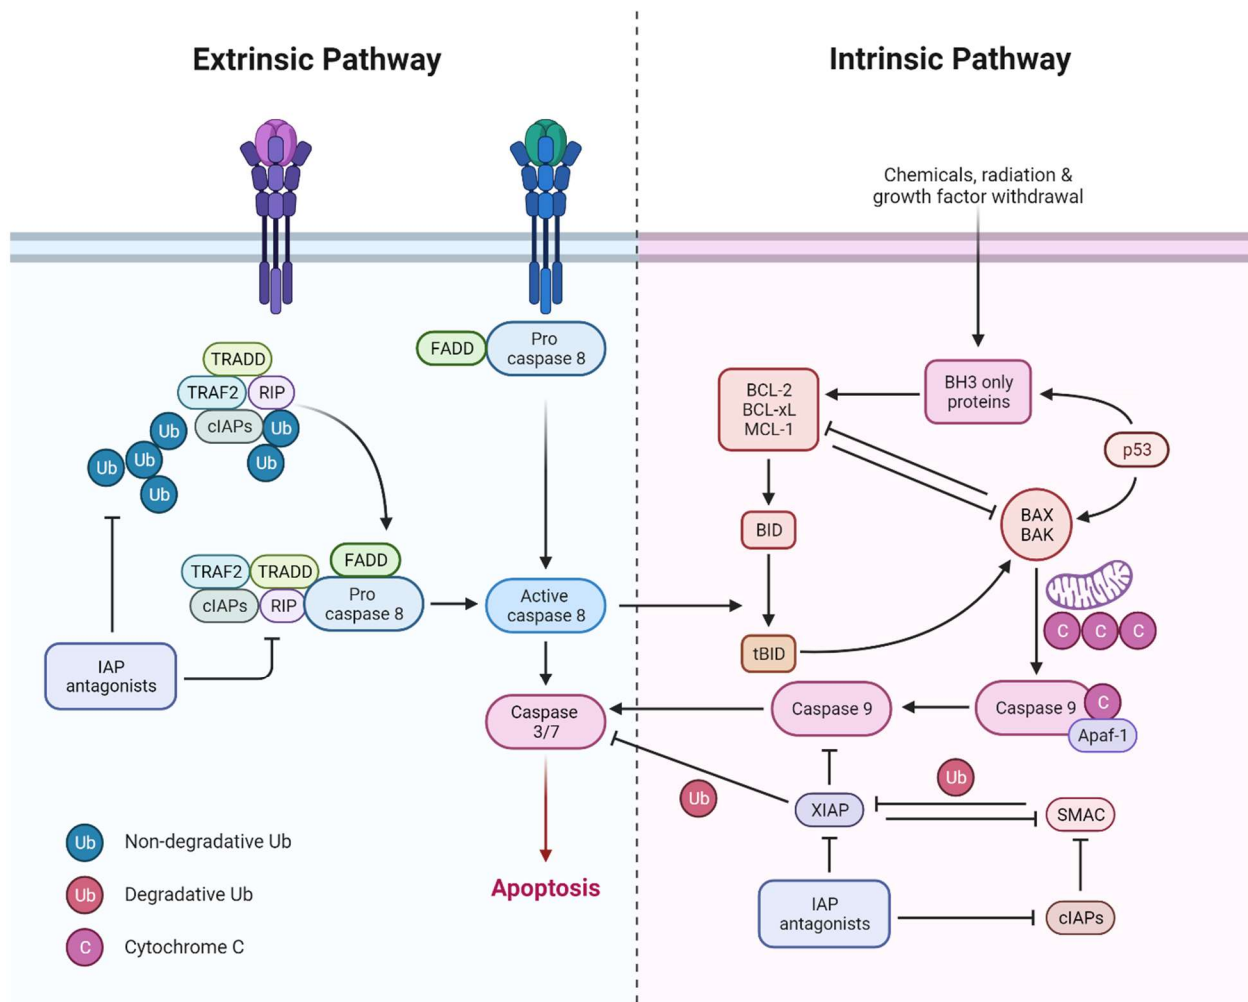 Extrinsic Pathway
Intrinsic Pathway
Chemicals, radiation &
growth factor withdrawal
FADD
Pro
caspase 8
TRADD
TRAF2
RIP
cIAPs
Ub
Ub
Ub
Ub
Ub
Ub
BCL-2
BCL-xL
MCL-1
BH3 only
proteins
p53
BID
BAX
BAK
TRAF2
TRADD
FADD
cIAPs
RIP
Pro
caspase 8
Active
caspase 8
tBID
C
C
C
IAP
antagonists
Caspase
3/7
Caspase 9
Caspase 9
C
Apaf-1
Ub
Ub
XIAP
SMAC
Apoptosis
IAP
antagonists
cIAPs
Ub
Non-degradative Ub
Ub
Degradative Ub
C
Cytochrome C